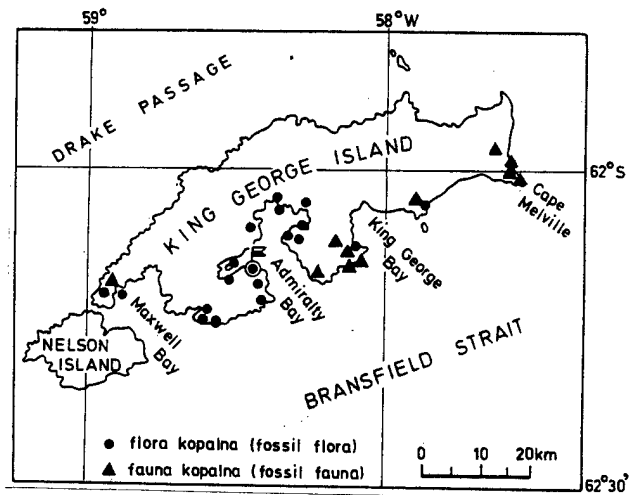 59°
58°W
DRAKE PASSAGE
KING GEORGE ISLAND
62°S
Cape
Melville
King George
Bay
Admiralty
Bay
Maxwell
Bay
NELSON
ISLAND
BRANSFIELD STRAIT
● flora kopalna (fossil flora)
▲ fauna kopalna (fossil fauna)
0 10 20km
62°30'